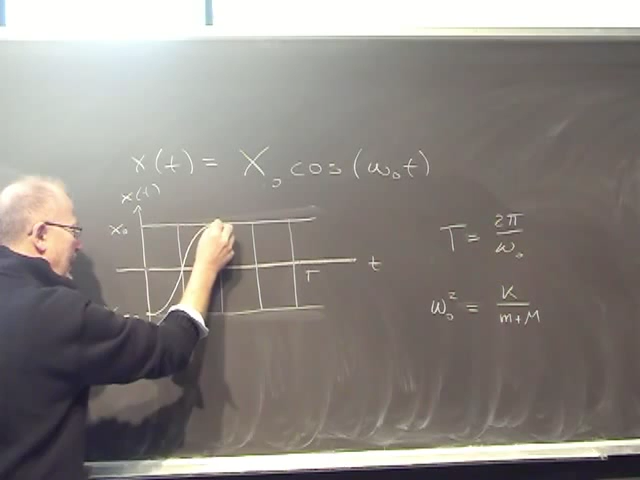 x(t) = X₀ cos(ω₀t)
x(t)
x₀
t
T
T = 2π/ω₀
ω₀² = K/m+M